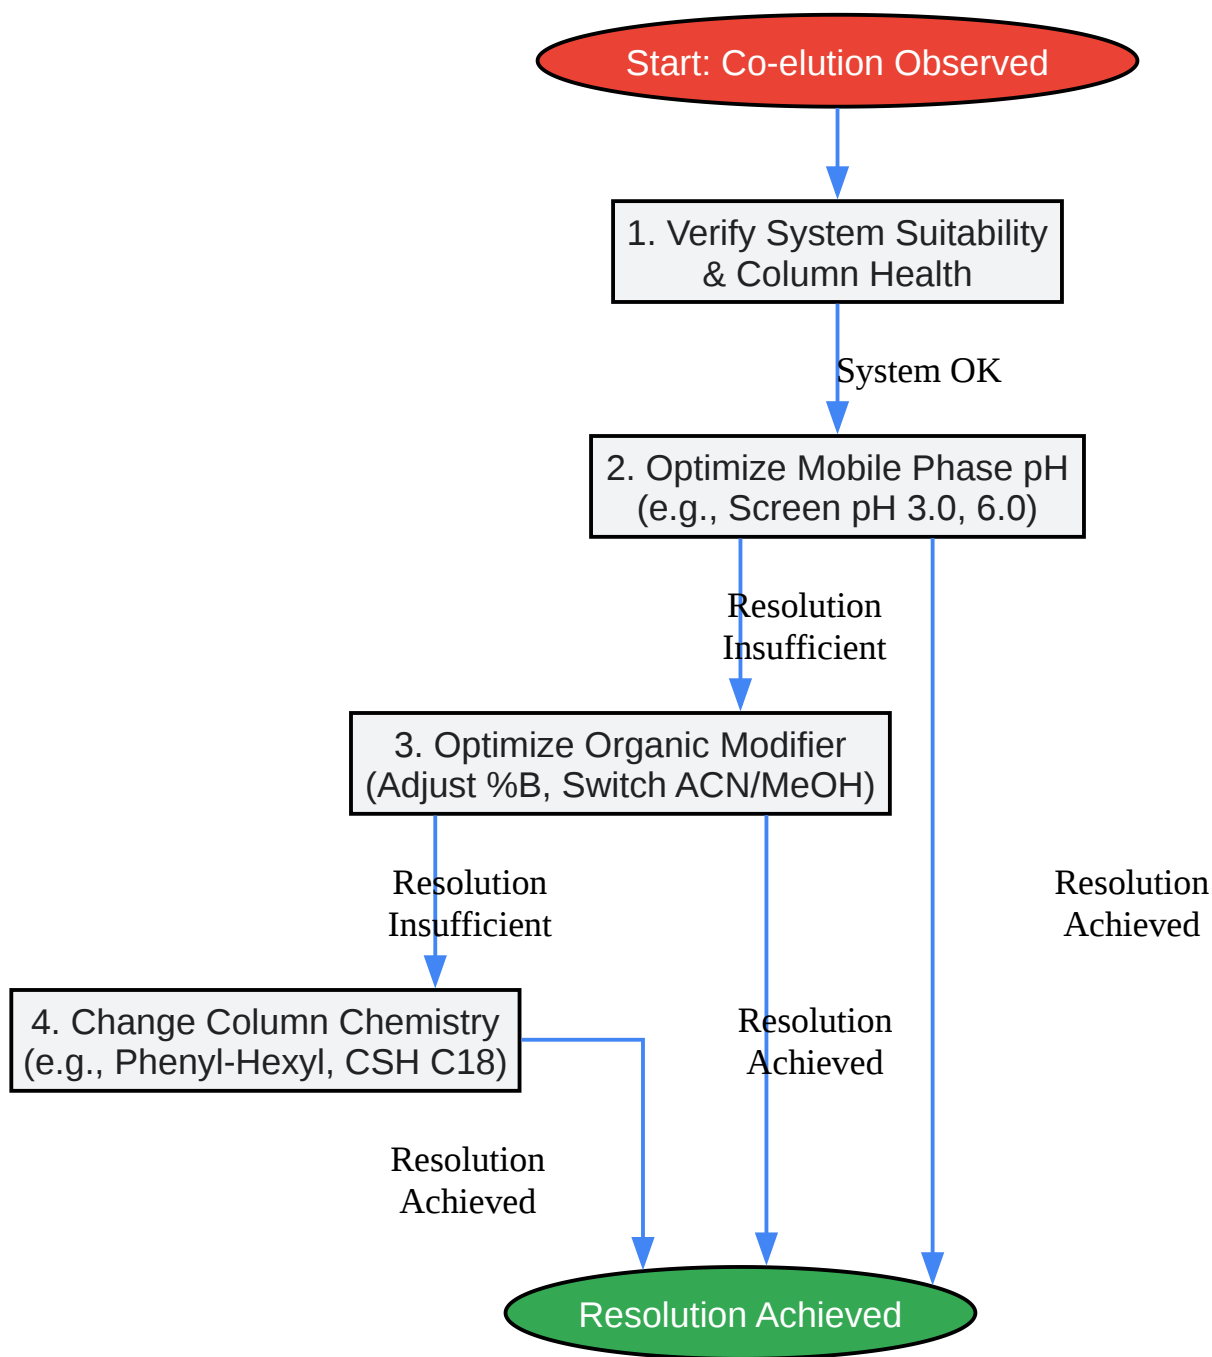 Start: Co-elution Observed
1. Verify System Suitability
& Column Health
System OK
2. Optimize Mobile Phase pH
(e.g., Screen pH 3.0, 6.0)
Resolution
Insufficient
3. Optimize Organic Modifier
(Adjust %B, Switch ACN/MeOH)
Resolution
Insufficient
Resolution
Achieved
4. Change Column Chemistry
(e.g., Phenyl-Hexyl, CSH C18)
Resolution
Achieved
Resolution
Achieved
Resolution Achieved